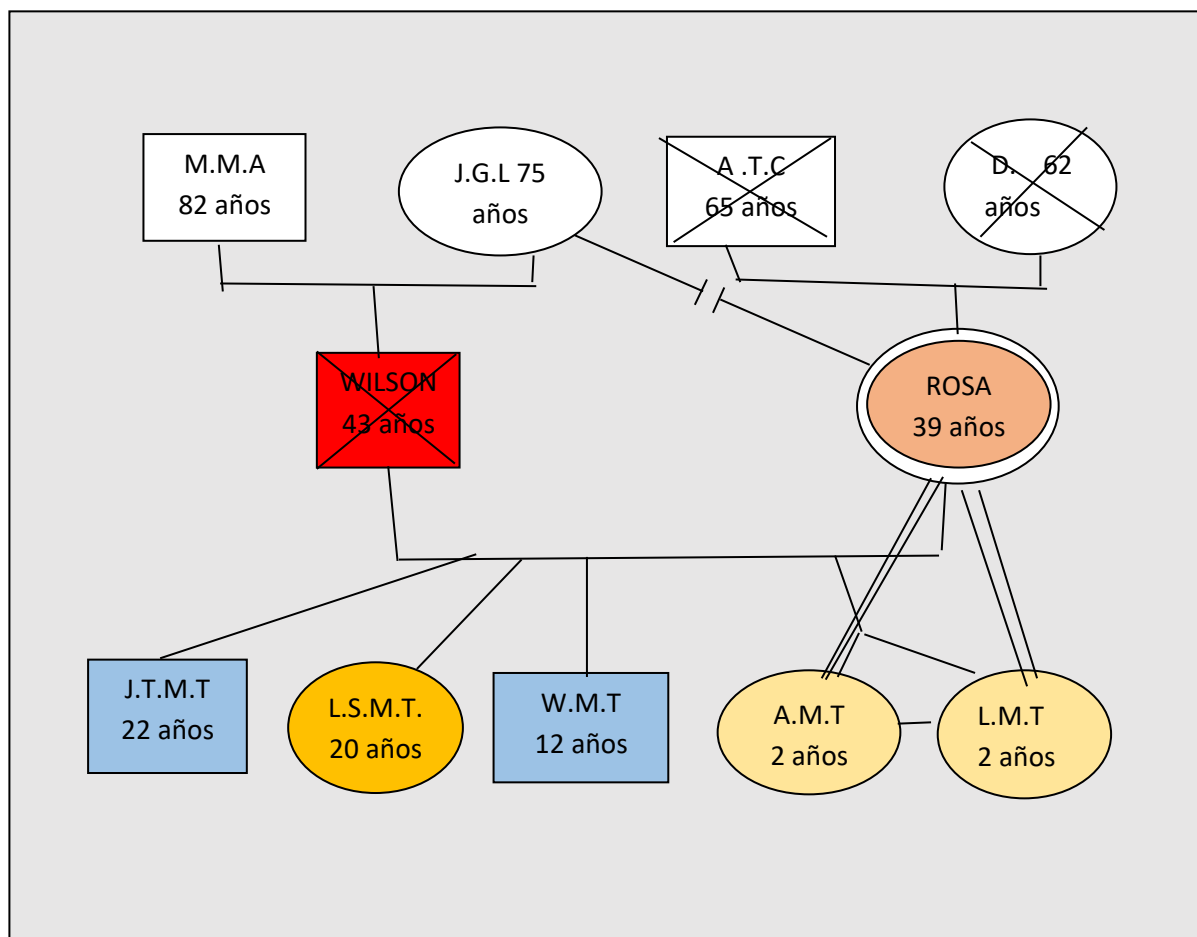 M.M.A
82 años
J.G.L 75
años
A .T.C
65 años
D. 62
años
WILSON
43 años
ROSA
39 años
J.T.M.T
22 años
L.S.M.T.
20 años
W.M.T
12 años
A.M.T
2 años
L.M.T
2 años